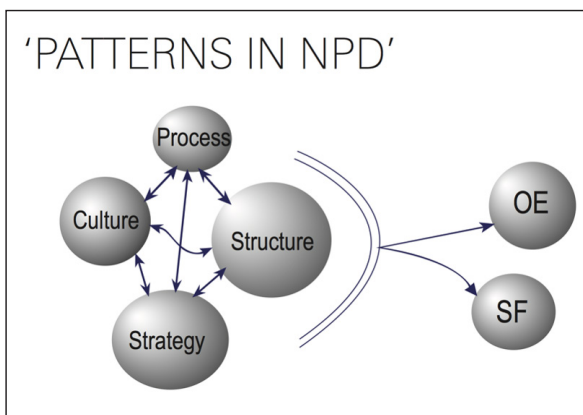 'PATTERNS IN NPD'
Process
Culture
Structure
Strategy
OE
SF